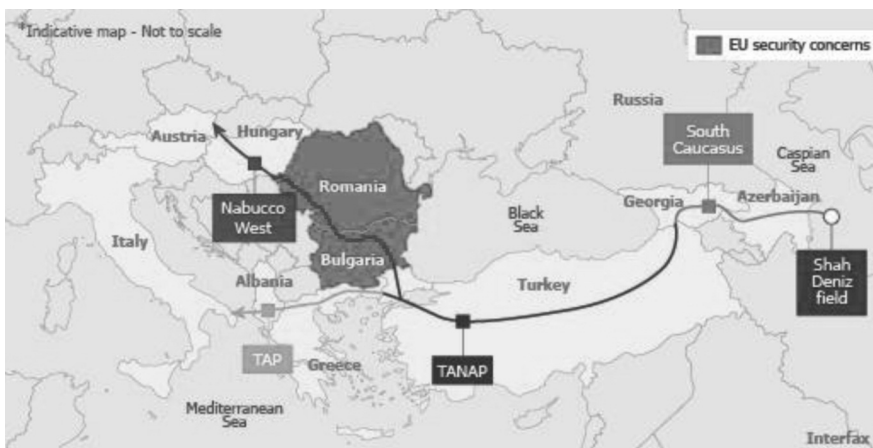 *Indicative map - Not to scale
EU security concerns
Russia
Austria
Hungary
South
Caucasus
Caspian
Sea
Romania
Nabucco
West
Georgia
Azerbaijan
Black
Sea
Italy
Bulgaria
Shah
Deniz
field
Albania
Turkey
TAP
Greece
TANAP
Mediterranean
Sea
Interfax